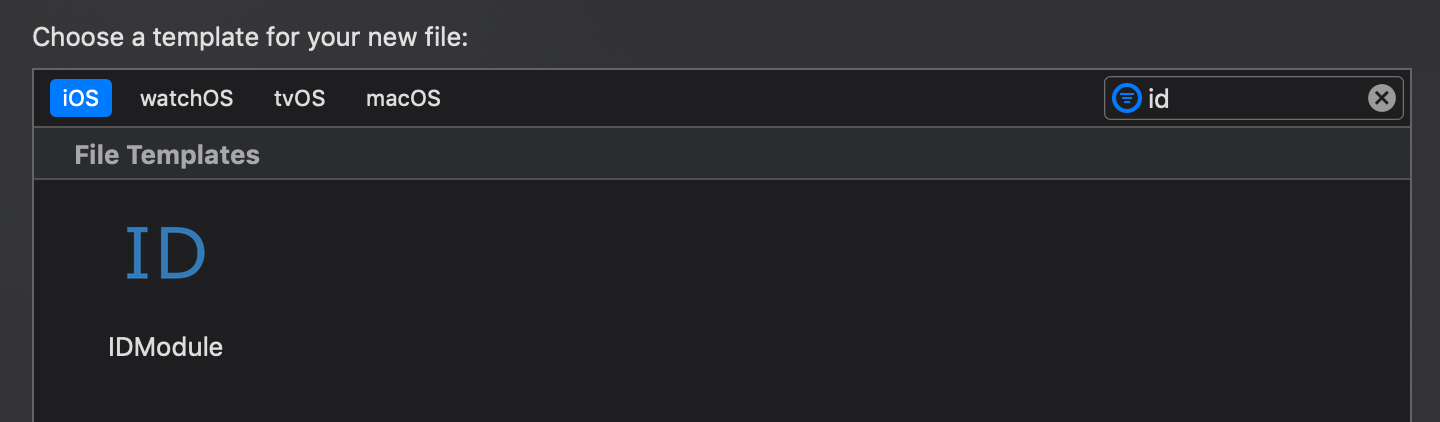 Choose a template for your new file:
iOS watchOS tvOS macOS id
File Templates
ID
IDModule